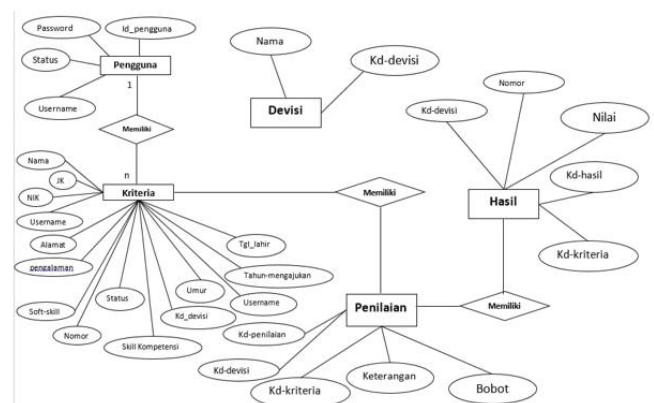 Password
Id_pengguna
Status
Pengguna
Username
1
Memiliki
n
Nama
JK
NIK
Username
Alamat
pengalaman
Soft-skill
Nomor
Status
Skill Kompetensi
Kriteria
Umur
Kd_devisi
Tgl_lahir
Tahun-mengajukan
Username
Nama
Kd-devisi
Devisi
Memiliki
Kd-penilaian
Kd-devisi
Kd-kriteria
Keterangan
Bobot
Penilaian
Memiliki
Kd-devisi
Nomor
Nilai
Kd-hasil
Kd-kriteria
Hasil